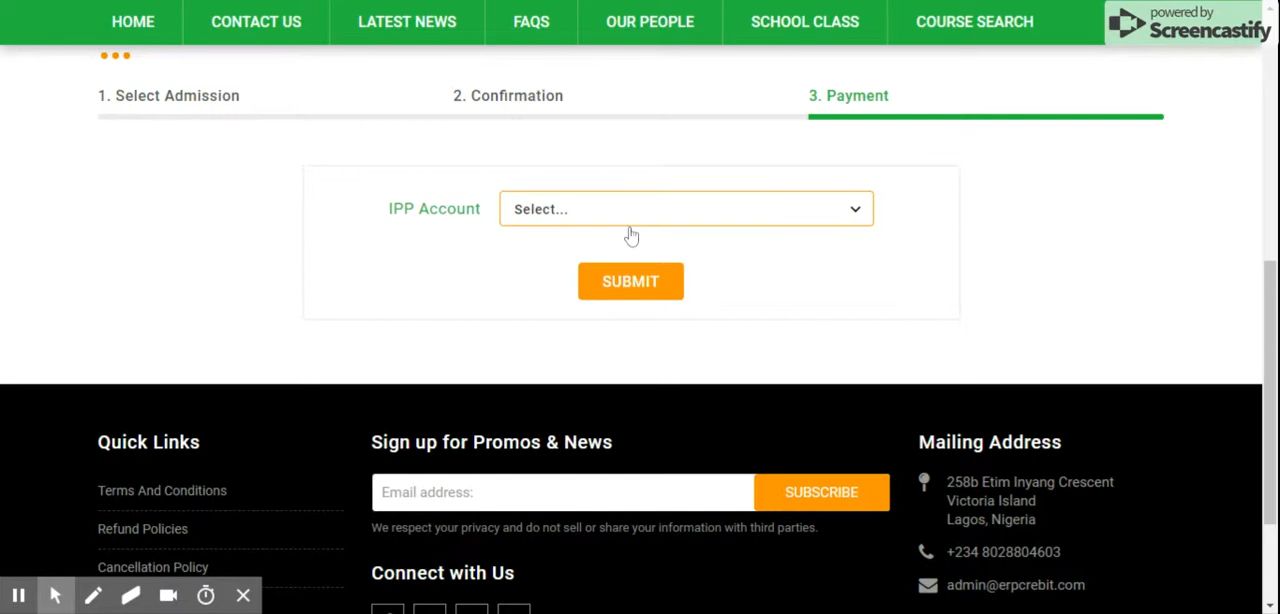 HOME CONTACT US LATEST NEWS FAQS OUR PEOPLE SCHOOL CLASS COURSE SEARCH
powered by
Screencastify
1. Select Admission 2. Confirmation 3. Payment
IPP Account Select...
SUBMIT
Quick Links
Terms And Conditions
Refund Policies
Cancellation Policy
Sign up for Promos & News
Email address: SUBSCRIBE
We respect your privacy and do not sell or share your information with third parties.
Connect with Us
Mailing Address
258b Etim Inyang Crescent
Victoria Island
Lagos, Nigeria
+234 8028804603
admin@erpcrebit.com